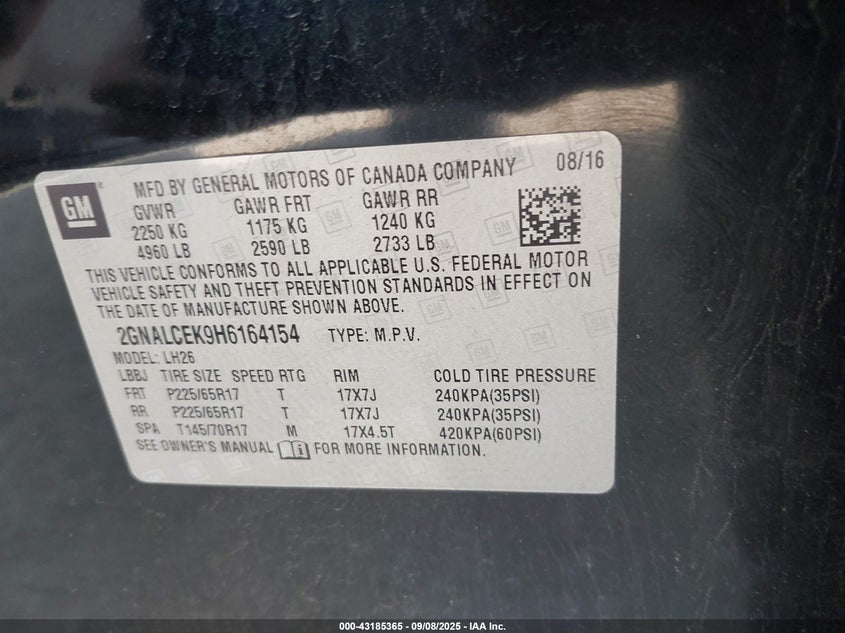 GM ® MFD BY GENERAL MOTORS OF CANADA COMPANY 08/16
GVWR GAWR FRT GAWR RR
2250 KG 1175 KG 1240 KG
4960 LB 2590 LB 2733 LB
THIS VEHICLE CONFORMS TO ALL APPLICABLE U.S. FEDERAL MOTOR
VEHICLE SAFETY AND THEFT PREVENTION STANDARDS IN EFFECT ON
THE DATE OF MANUFACTURE SHOWN ABOVE.
2GNALCEK9H6164154 TYPE: M.P.V.
MODEL: LH26
LBBJ TIRE SIZE SPEED RTG RIM COLD TIRE PRESSURE
FRT P225/65R17 T 17X7J 240KPA(35PSI)
RR P225/65R17 T 17X7J 240KPA(35PSI)
SPA T145/70R17 M 17X4.5T 420KPA(60PSI)
SEE OWNER'S MANUAL FOR MORE INFORMATION.
000-43185365 - 09/08/2025 - IAA Inc.